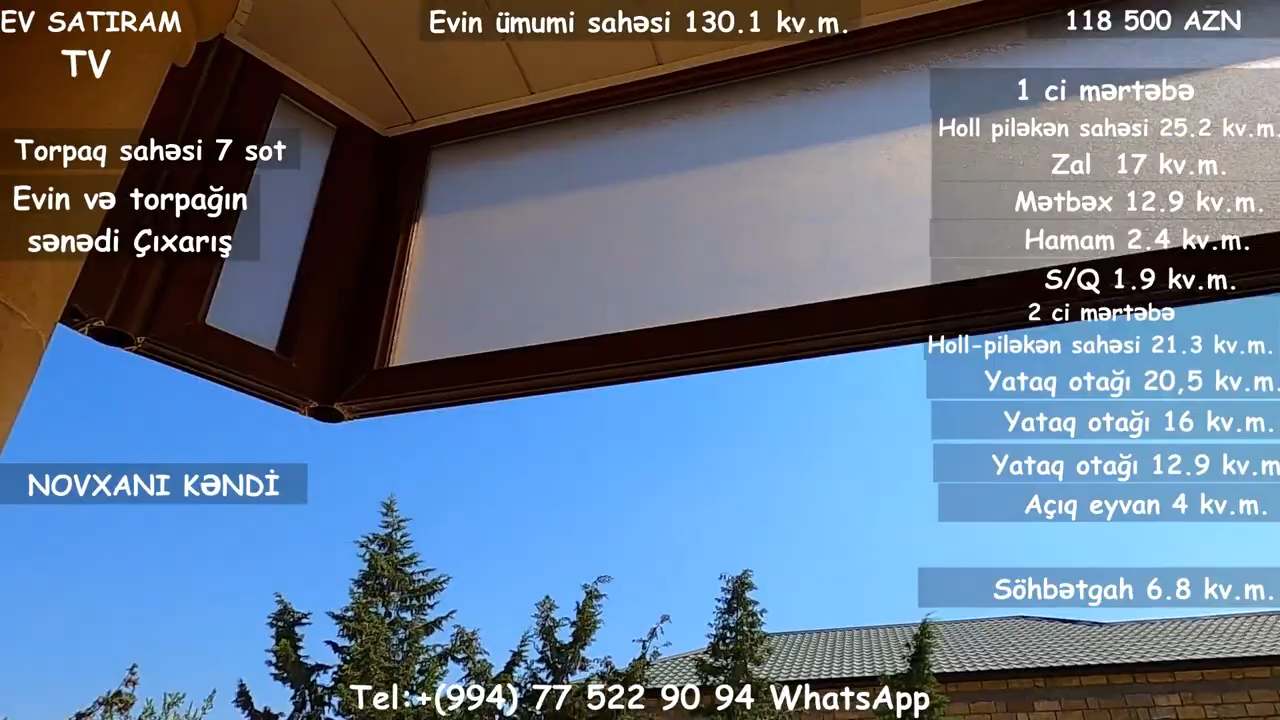 EV SATIRAM
TV
Evin ümumi sahəsi 130.1 kv.m.
118 500 AZN
Torpaq sahəsi 7 sot
Evin və torpağın
sənədi Çıxarış
NOVXANI KƏNDİ
1 ci mərtəbə
Holl piləkən sahəsi 25.2 kv.m.
Zal 17 kv.m.
Mətbəx 12.9 kv.m.
Hamam 2.4 kv.m.
S/Q 1.9 kv.m.
2 ci mərtəbə
Holl-piləkən sahəsi 21.3 kv.m.
Yataq otağı 20,5 kv.m.
Yataq otağı 16 kv.m.
Yataq otağı 12.9 kv.m
Açıq eyvan 4 kv.m.
Söhbətgah 6.8 kv.m.
Tel:+(994) 77 522 90 94 WhatsApp